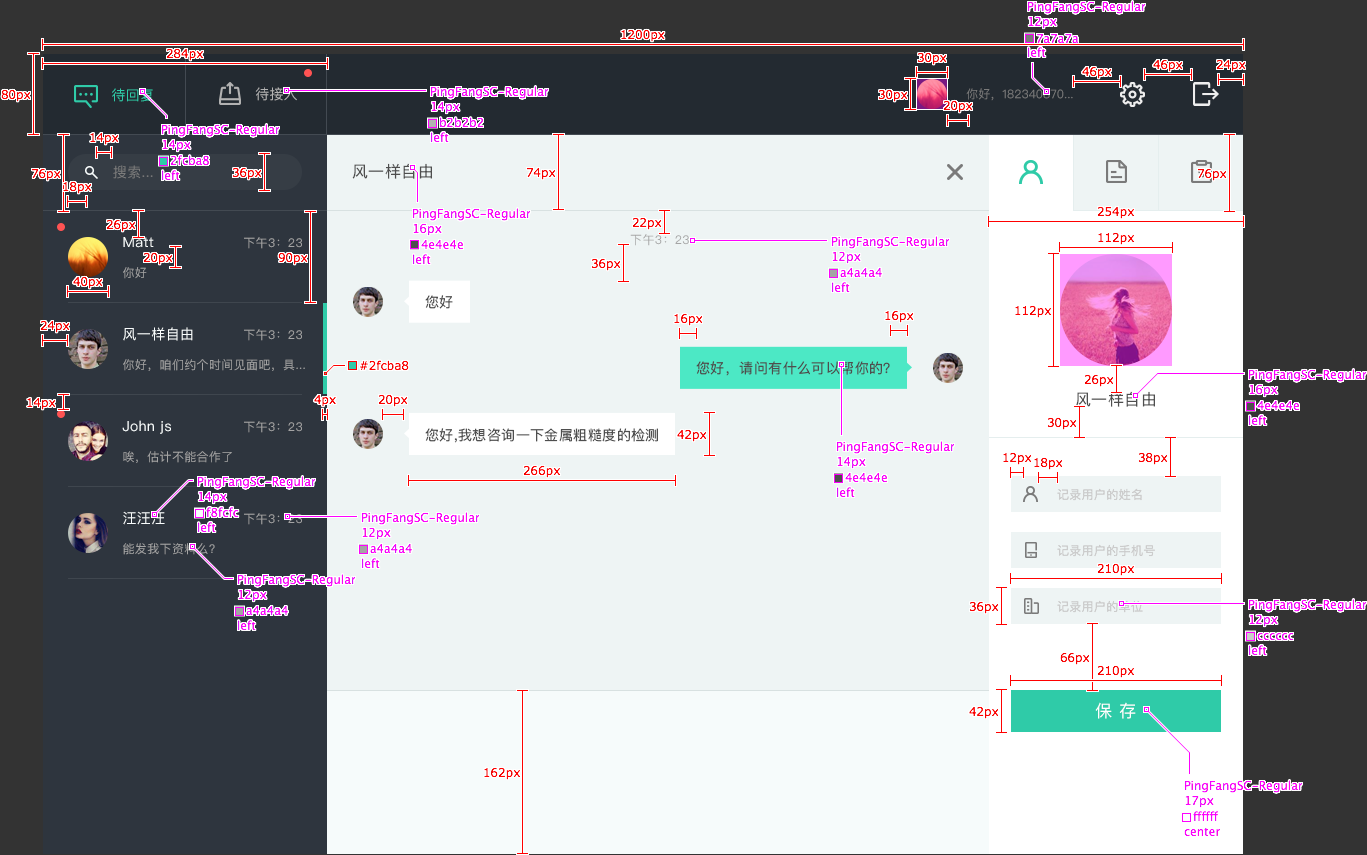 PingFangSC-Regular
12px
7a7a7a
left
1200px
284px
80px
待回复
待接入
PingFangSC-Regular
14px
b2b2b2
left
30px
30px
20px
你好，182340370...
46px
46px
24px
PingFangSC-Regular
14px
2fcba8
left
14px
76px
搜索...
36px
18px
风一样自由
74px
76px
PingFangSC-Regular
16px
4e4e4e
left
254px
26px
22px
Matt
下午3：23
20px
90px
你好
40px
下午3：23
36px
PingFangSC-Regular
12px
a4a4a4
left
112px
112px
您好
24px
风一样自由
下午3：23
你好，咱们约个时间见面吧，具...
#2fcba8
16px
16px
您好，请问有什么可以帮你的?
26px
PingFangSC-Regular
16px
4e4e4e
left
风一样自由
30px
14px
4px
20px
John js
下午3：23
唉，估计不能合作了
您好,我想咨询一下金属粗糙度的检测
42px
266px
PingFangSC-Regular
14px
4e4e4e
left
38px
12px
18px
记录用户的姓名
PingFangSC-Regular
14px
f8fcfc
left
汪汪汪
下午3：23
能发我下资料么?
PingFangSC-Regular
12px
a4a4a4
left
PingFangSC-Regular
12px
a4a4a4
left
记录用户的手机号
210px
36px
记录用户的单位
PingFangSC-Regular
12px
cccccc
left
66px
210px
42px
保 存
162px
PingFangSC-Regular
17px
ffffff
center